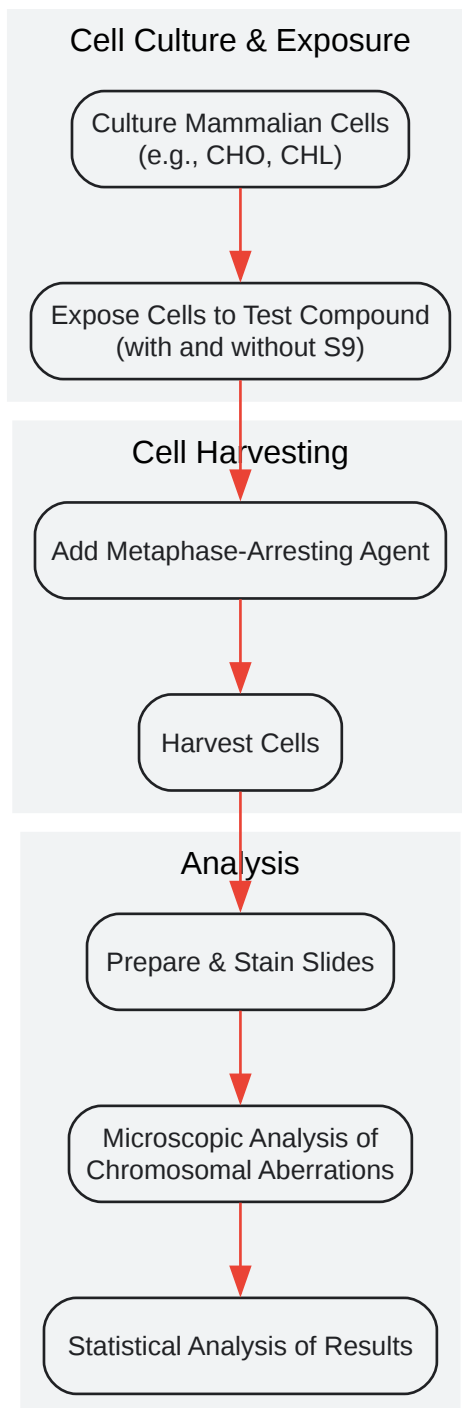 Cell Culture & Exposure
Culture Mammalian Cells
(e.g., CHO, CHL)
Expose Cells to Test Compound
(with and without S9)
Cell Harvesting
Add Metaphase-Arresting Agent
Harvest Cells
Analysis
Prepare & Stain Slides
Microscopic Analysis of
Chromosomal Aberrations
Statistical Analysis of Results